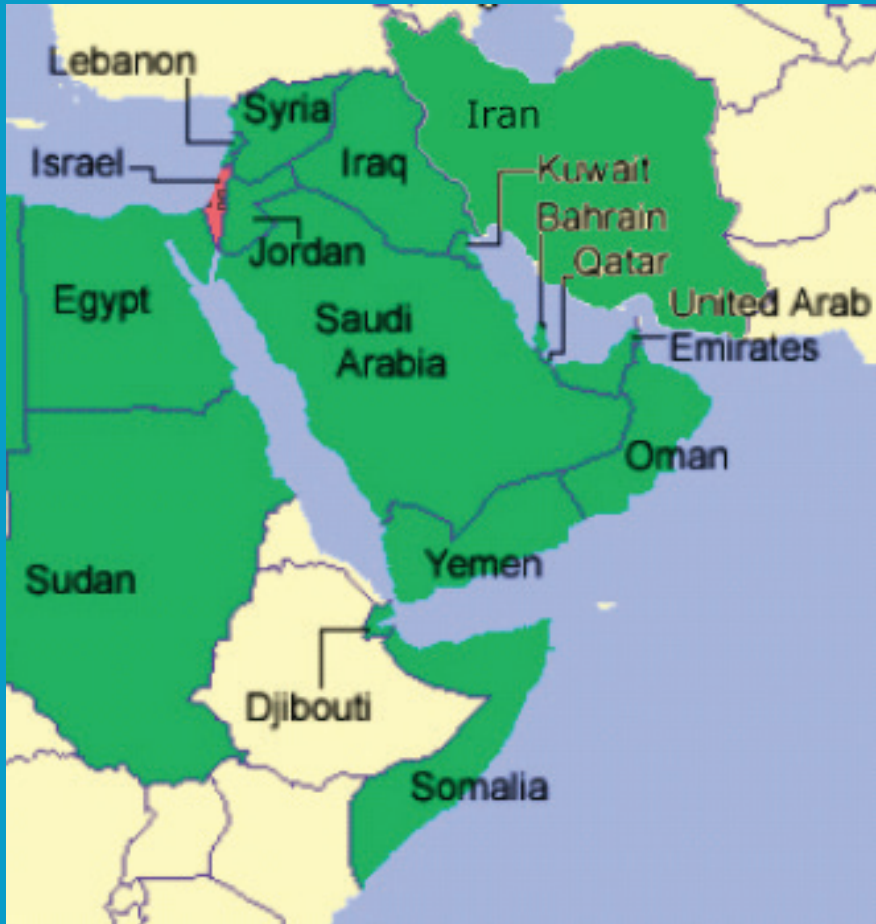 Lebanon
Syria
Iran
Israel
Iraq
Kuwait
Bahrain
Jordan
Qatar
Egypt
Saudi
Arabia
United Arab
Emirates
Oman
Yemen
Sudan
Djibouti
Somalia